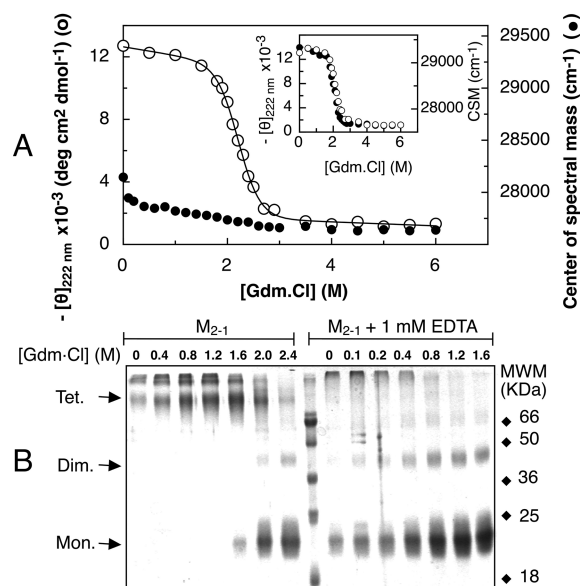 A
- [θ]222 nm x10-3 (deg cm2 dmol-1) (o)
12
8
4
0
29500
29000
28500
28000
Center of spectral mass (cm-1) (●)
0 2 4 6
[Gdm.Cl] (M)
- [θ]222 nm x10-3
12
8
4
0
29000
28000
CSM (cm-1)
0 2 4 6
[Gdm.Cl] (M)
B
M2-1
M2-1 + 1 mM EDTA
[Gdm·Cl] (M) 0 0.4 0.8 1.2 1.6 2.0 2.4 0 0.1 0.2 0.4 0.8 1.2 1.6
MWM
(KDa)
Tet.
Dim.
Mon.
66
50
36
25
18